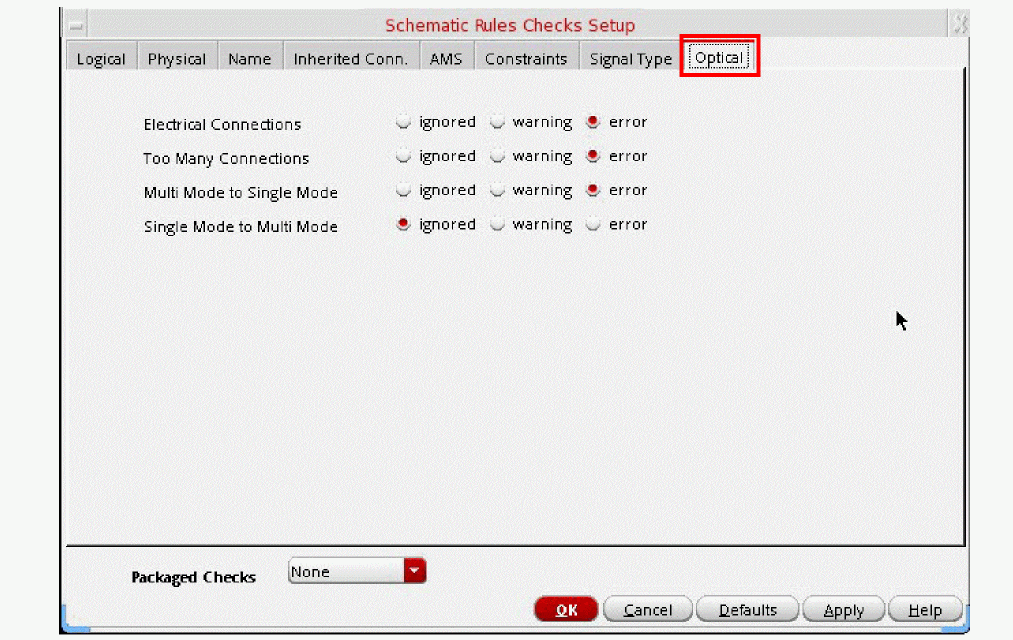 Schematic Rules Checks Setup
Logical Physical Name Inherited Conn. AMS Constraints Signal Type Optical
Electrical Connections ignored warning error
Too Many Connections ignored warning error
Multi Mode to Single Mode ignored warning error
Single Mode to Multi Mode ignored warning error
Packaged Checks None
OK Cancel Defaults Apply Help